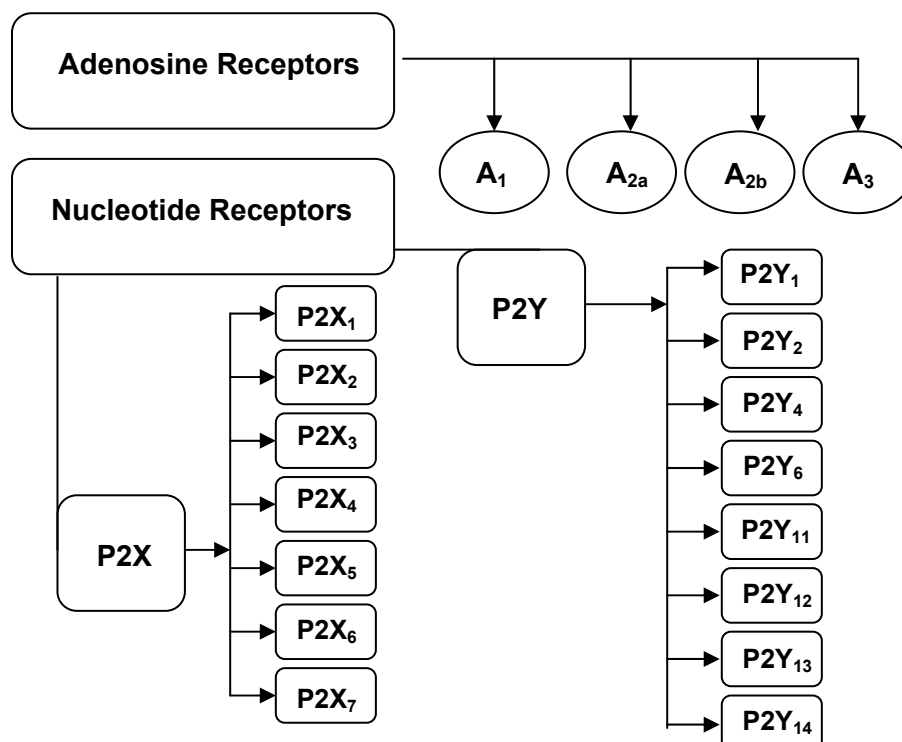 Adenosine Receptors
A₁
A₂ₐ
A₂b
A₃
Nucleotide Receptors
P2X
P2X₁
P2X₂
P2X₃
P2X₄
P2X₅
P2X₆
P2X₇
P2Y
P2Y₁
P2Y₂
P2Y₄
P2Y₆
P2Y₁₁
P2Y₁₂
P2Y₁₃
P2Y₁₄